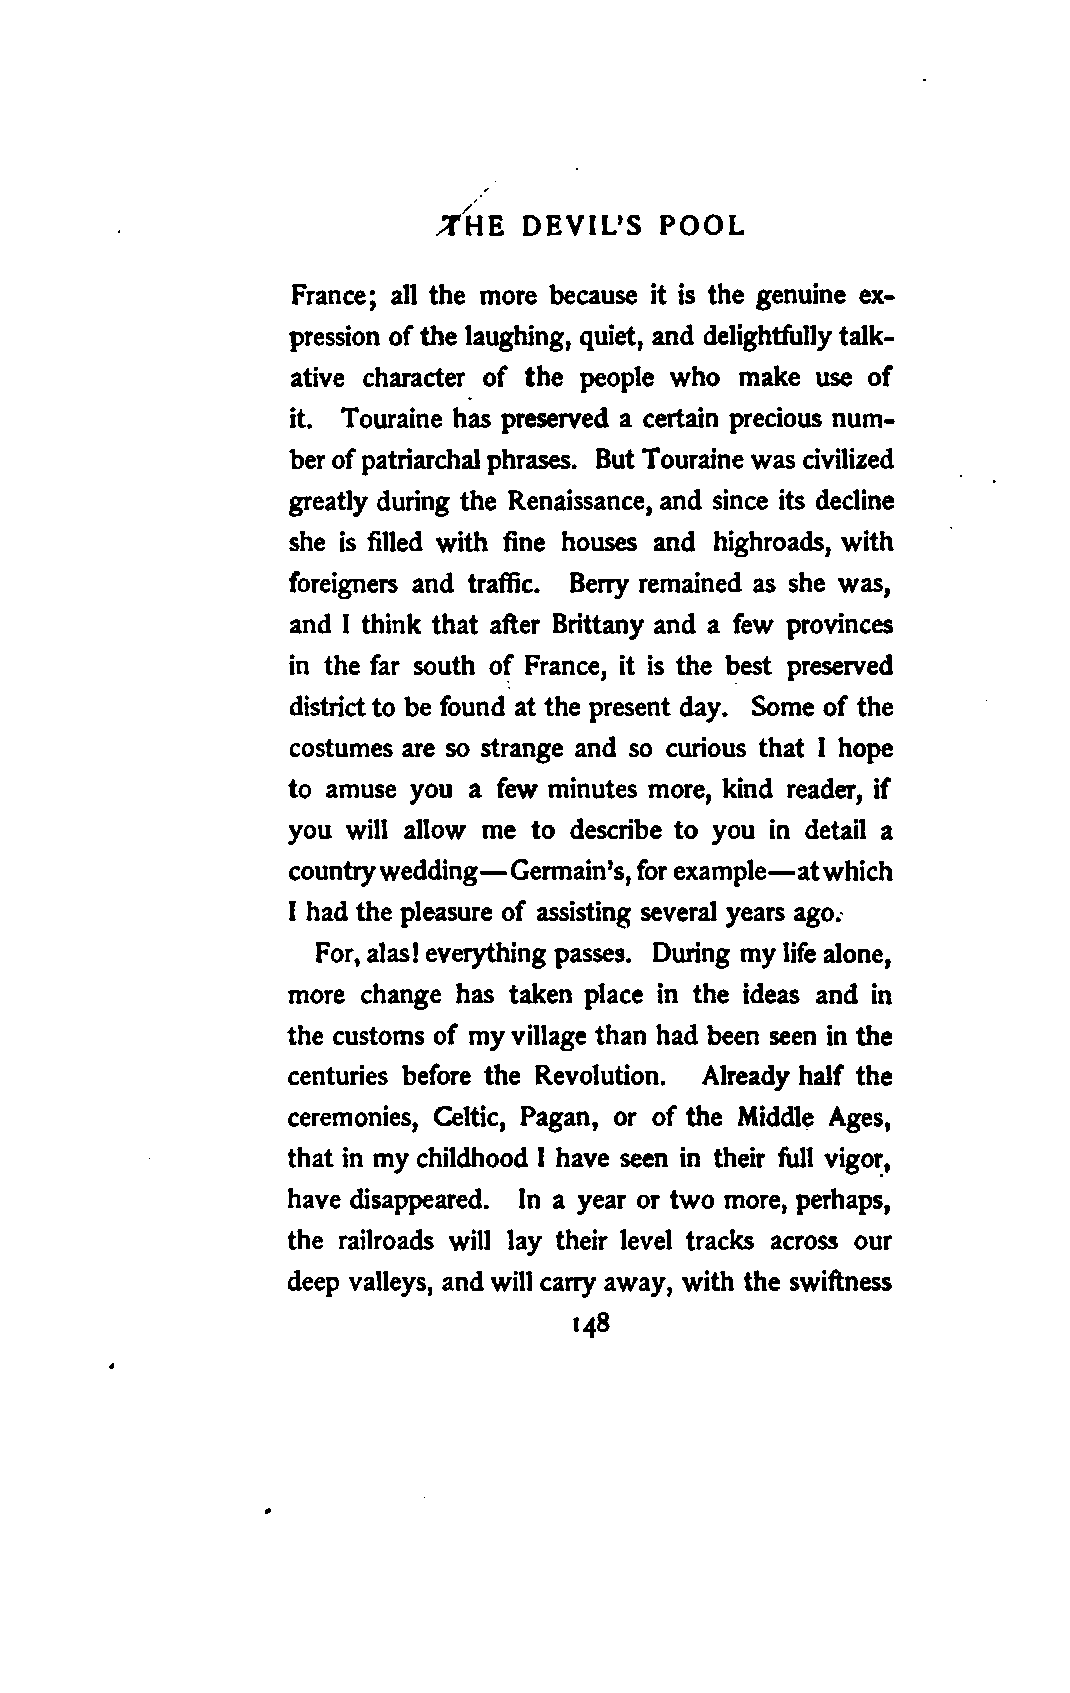 THE DEVIL'S POOL
France; all the more because it is the genuine ex-
pression of the laughing, quiet, and delightfully talk-
ative character of the people who make use of
it. Touraine has preserved a certain precious num-
ber of patriarchal phrases. But Touraine was civilized
greatly during the Renaissance, and since its decline
she is filled with fine houses and highroads, with
foreigners and traffic. Berry remained as she was,
and I think that after Brittany and a few provinces
in the far south of France, it is the best preserved
district to be found at the present day. Some of the
costumes are so strange and so curious that I hope
to amuse you a few minutes more, kind reader, if
you will allow me to describe to you in detail a
country wedding—Germain's, for example—at which
I had the pleasure of assisting several years ago.
For, alas! everything passes. During my life alone,
more change has taken place in the ideas and in
the customs of my village than had been seen in the
centuries before the Revolution. Already half the
ceremonies, Celtic, Pagan, or of the Middle Ages,
that in my childhood I have seen in their full vigor,
have disappeared. In a year or two more, perhaps,
the railroads will lay their level tracks across our
deep valleys, and will carry away, with the swiftness
148